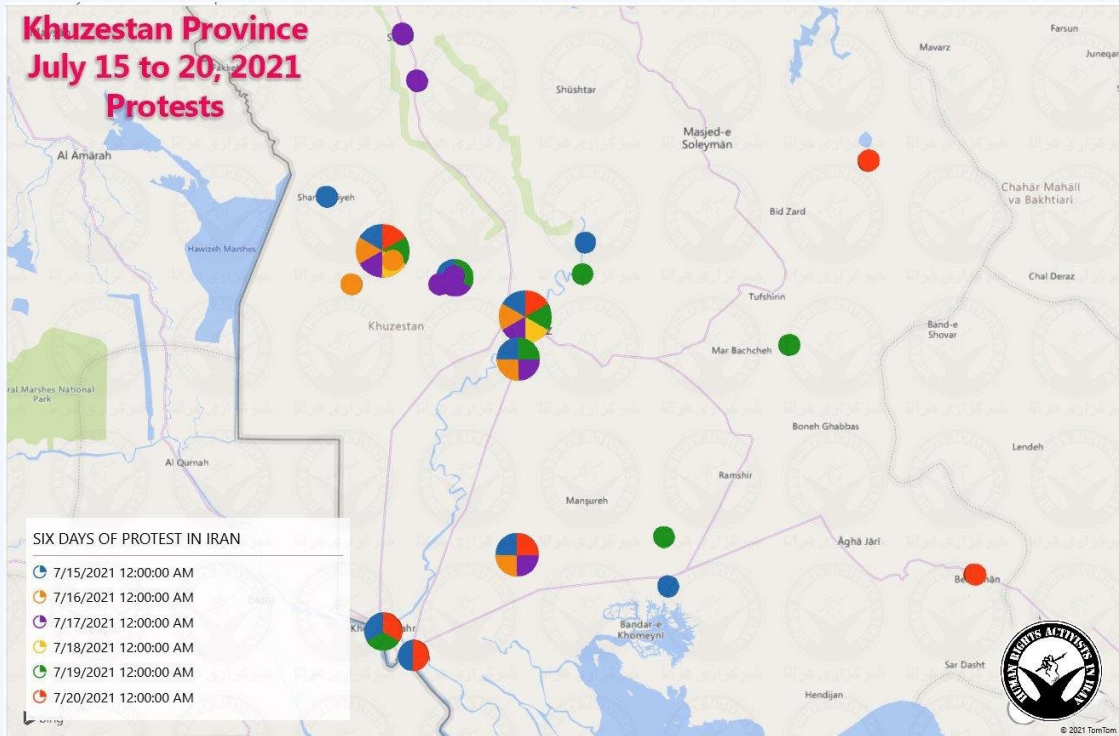 Khuzestan Province
July 15 to 20, 2021
Protests
Farsun
Mavarz
Shūshtar
Masjed-e
Soleymān
Al Amārah
Chahār Mahāll
va Bakhtiari
Bid Zard
Hawizeh Marshes
Chal Deraz
Tufshirin
Khuzestan
Band-e
Shovar
Mar Bachcheh
ral Marshes National
Park
Boneh Ghabbas
Lendeh
Al Qurnah
Ramshir
Manşureh
Āghā Jārī
SIX DAYS OF PROTEST IN IRAN
7/15/2021 12:00:00 AM
7/16/2021 12:00:00 AM
7/17/2021 12:00:00 AM
7/18/2021 12:00:00 AM
7/19/2021 12:00:00 AM
7/20/2021 12:00:00 AM
Bandar-e
Khomeynī
Sar Dasht
Hendijan
HUMAN RIGHTS ACTIVISTS IN IRAN
bing
© 2021 TomTom